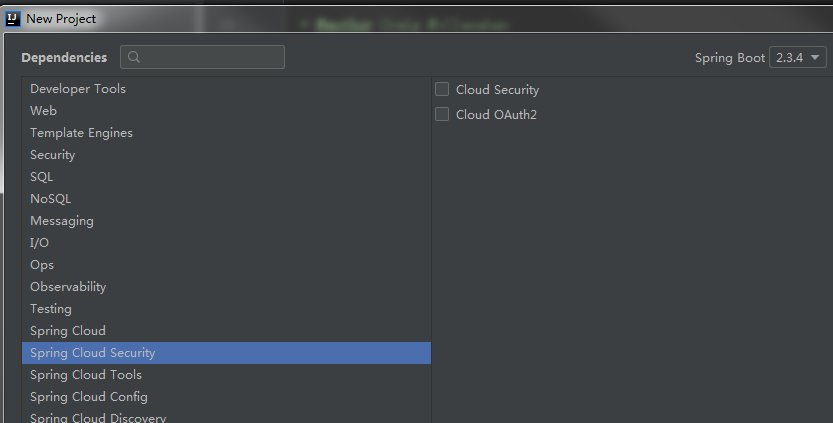 IJ
New Project
Dependencies
Spring Boot 2.3.4
Developer Tools
Web
Template Engines
Security
SQL
NoSQL
Messaging
I/O
Ops
Observability
Testing
Spring Cloud
Spring Cloud Security
Spring Cloud Tools
Spring Cloud Config
Spring Cloud Discovery
Cloud Security
Cloud OAuth2